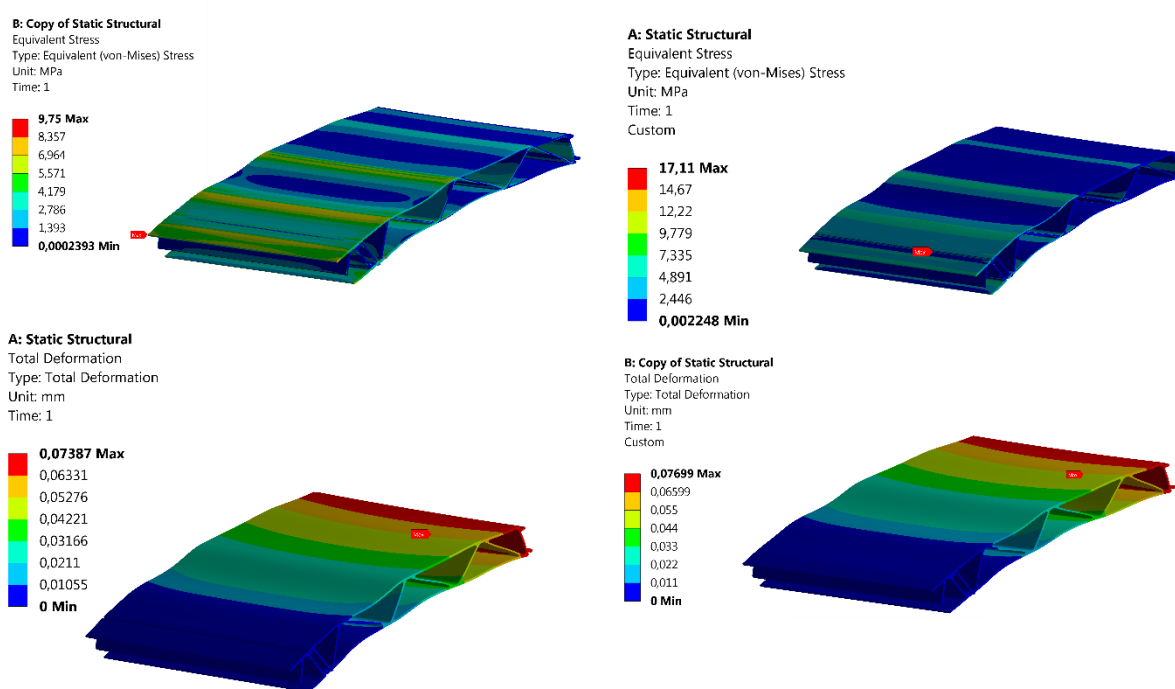 B: Copy of Static Structural
Equivalent Stress
Type: Equivalent (von-Mises) Stress
Unit: MPa
Time: 1
9,75 Max
8,357
6,964
5,571
4,179
2,786
1,393
0,0002393 Min
Max
A: Static Structural
Equivalent Stress
Type: Equivalent (von-Mises) Stress
Unit: MPa
Time: 1
Custom
17,11 Max
14,67
12,22
9,779
7,335
4,891
2,446
0,002248 Min
Max
A: Static Structural
Total Deformation
Type: Total Deformation
Unit: mm
Time: 1
0,07387 Max
0,06331
0,05276
0,04221
0,03166
0,0211
0,01055
0 Min
Max
B: Copy of Static Structural
Total Deformation
Type: Total Deformation
Unit: mm
Time: 1
Custom
0,07699 Max
0,06599
0,055
0,044
0,033
0,022
0,011
0 Min